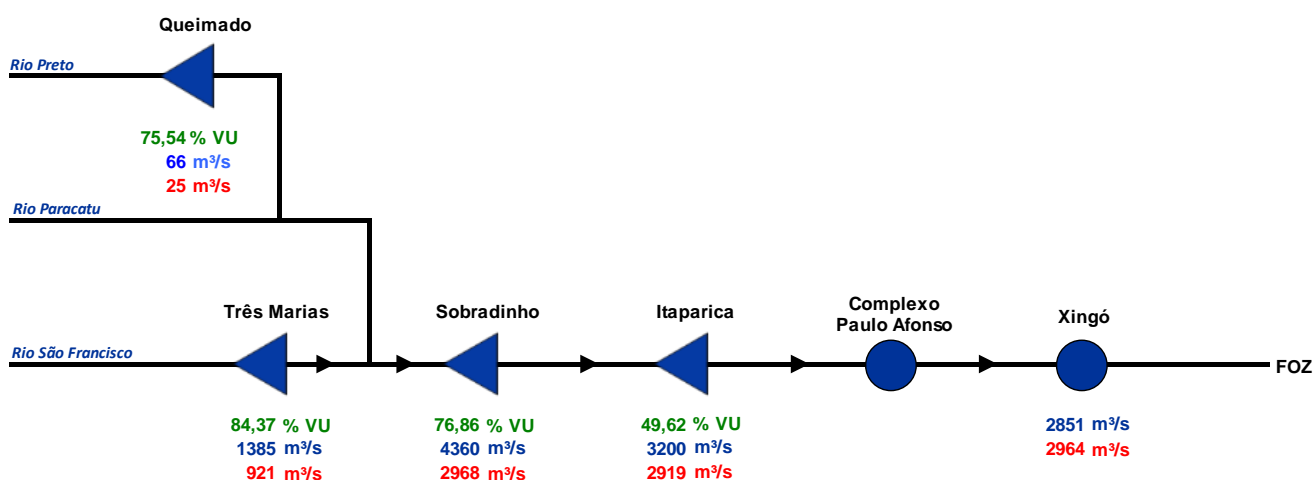 Queimado
Rio Preto
75,54 % VU
66 m³/s
25 m³/s
Rio Paracatu
Três Marias
Sobradinho
Itaparica
Complexo
Paulo Afonso
Xingó
Rio São Francisco
FOZ
84,37 % VU
1385 m³/s
921 m³/s
76,86 % VU
4360 m³/s
2968 m³/s
49,62 % VU
3200 m³/s
2919 m³/s
2851 m³/s
2964 m³/s